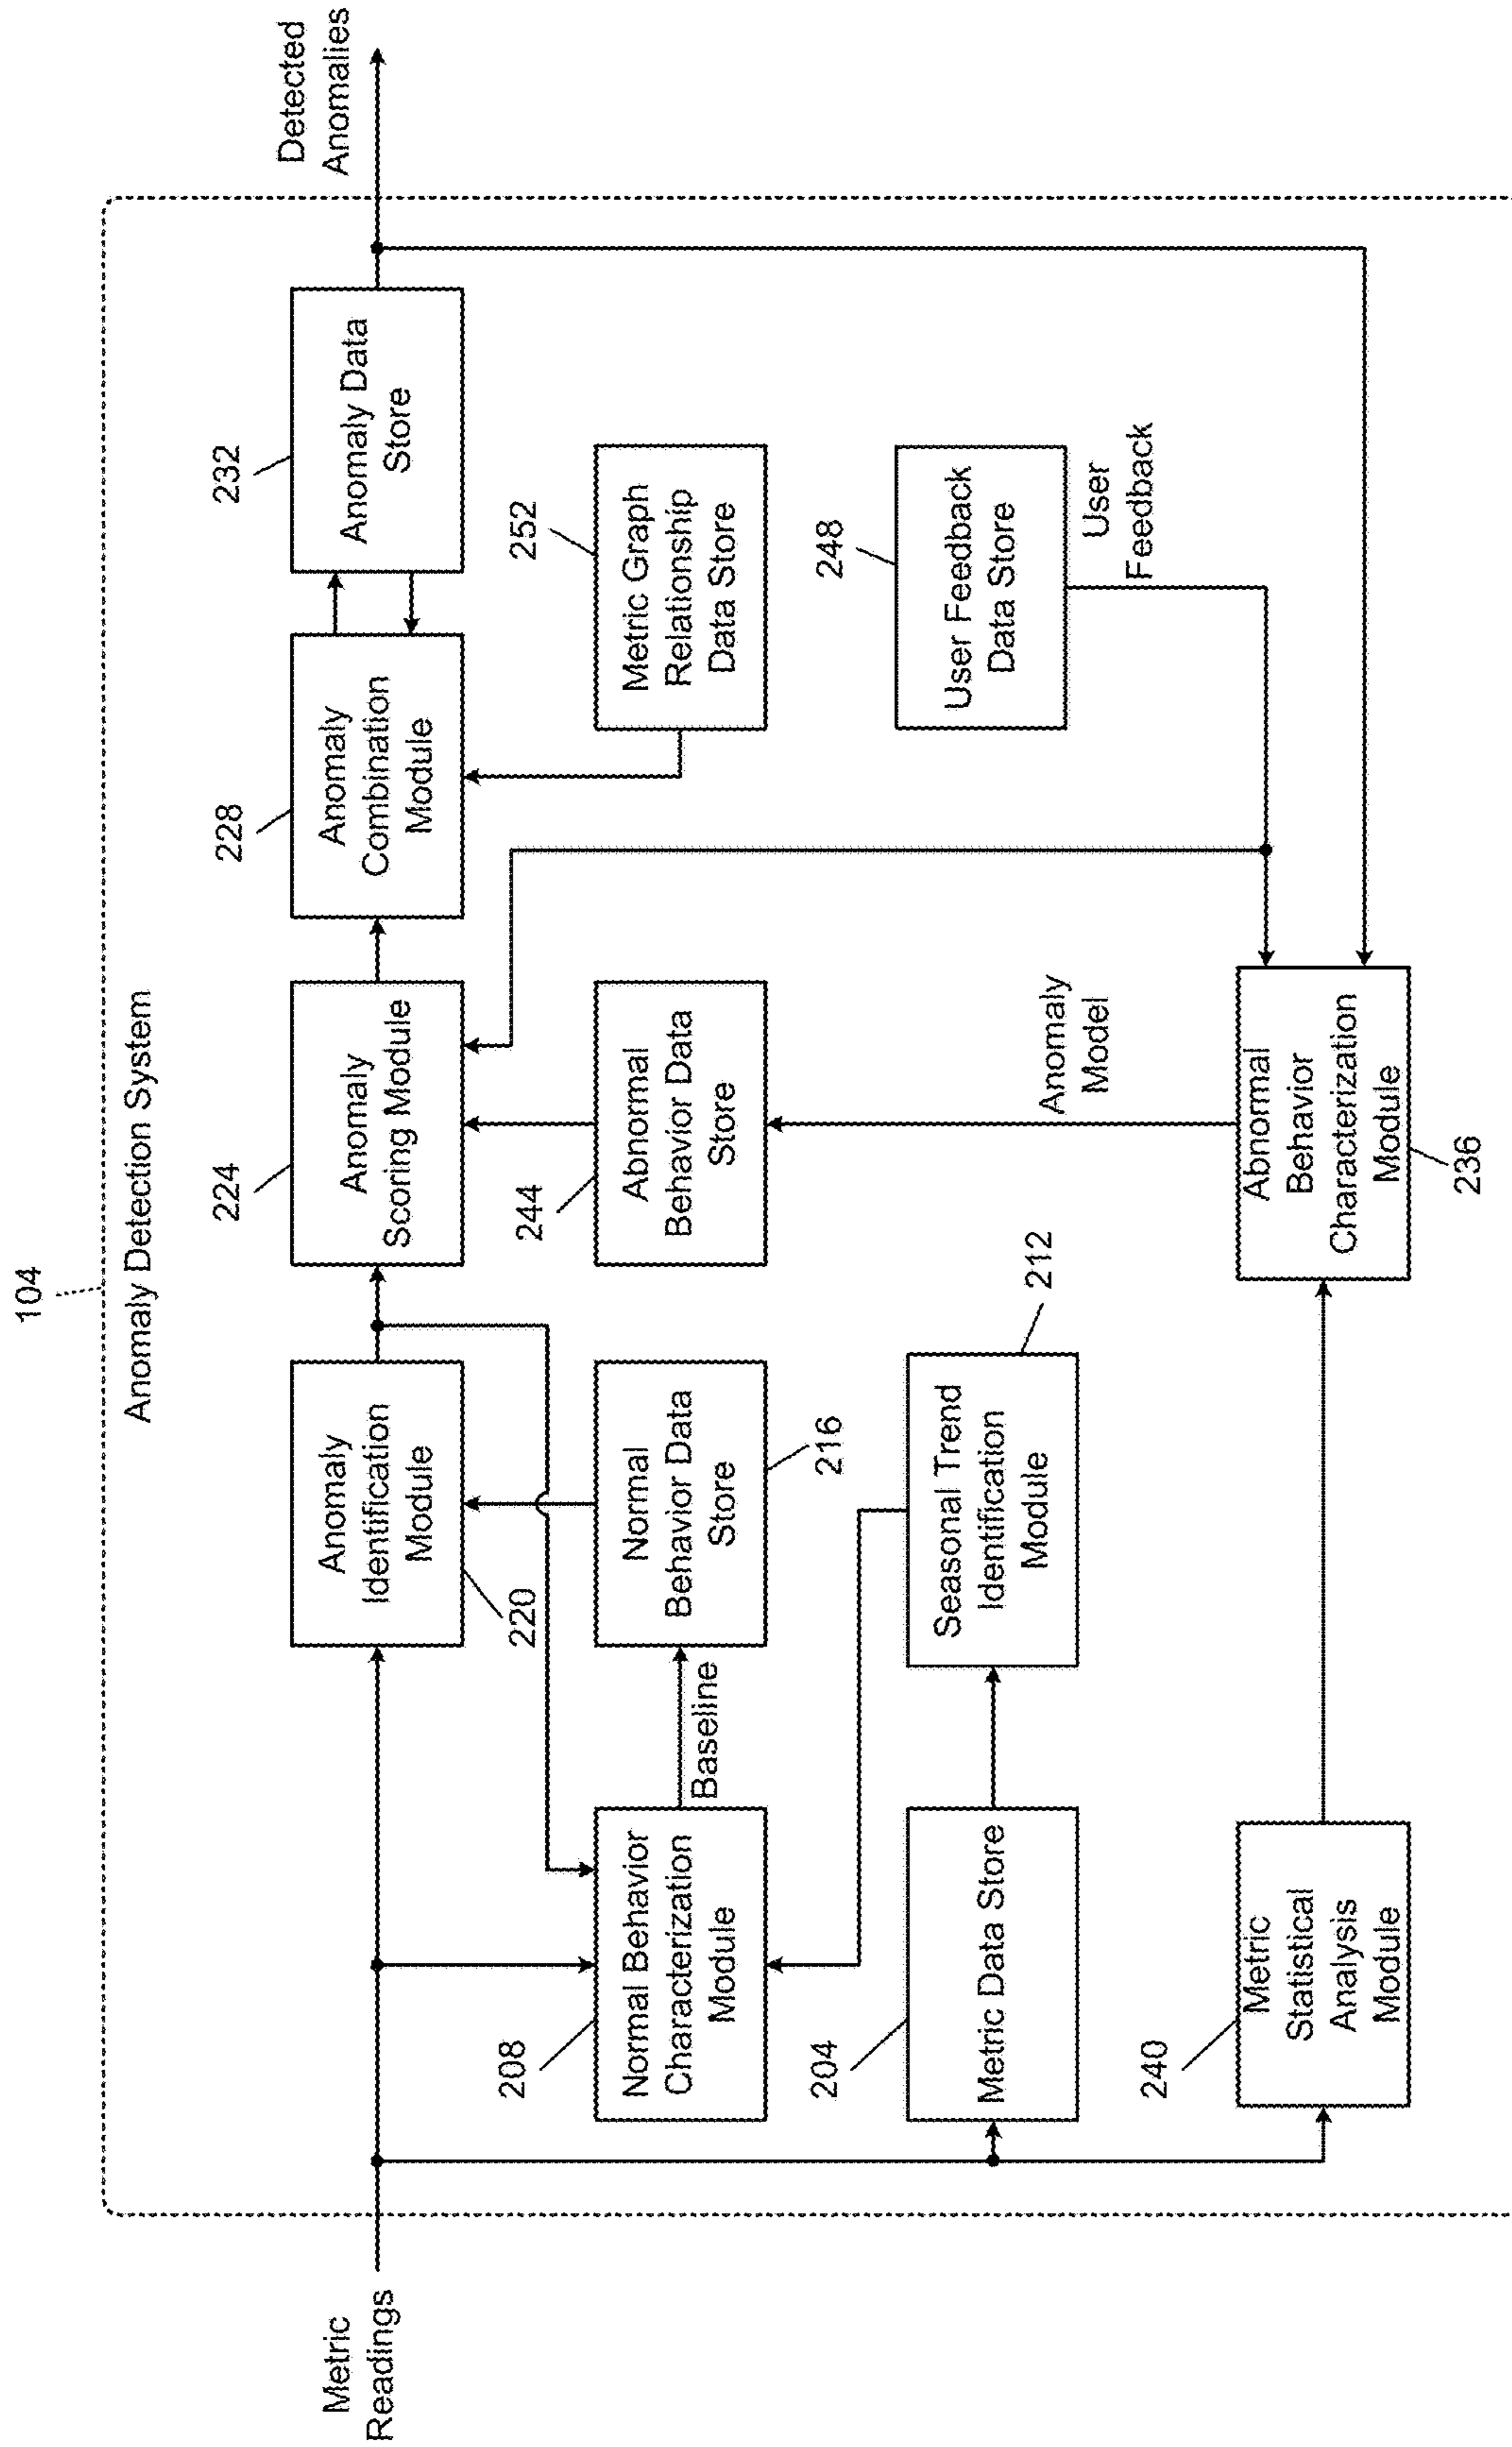 104
Anomaly Detection System
Metric
Readings
Detected
Anomalies
220
Anomaly
Identification
Module
224
Anomaly
Scoring Module
228
Anomaly
Combination
Module
232
Anomaly Data
Store
208
Normal Behavior
Characterization
Module
Baseline
216
Normal
Behavior Data
Store
244
Abnormal
Behavior Data
Store
252
Metric Graph
Relationship
Data Store
204
Metric Data Store
212
Seasonal Trend
Identification
Module
Anomaly
Model
248
User Feedback
Data Store
User
Feedback
240
Metric
Statistical
Analysis
Module
Abnormal
Behavior
Characterization
Module
236